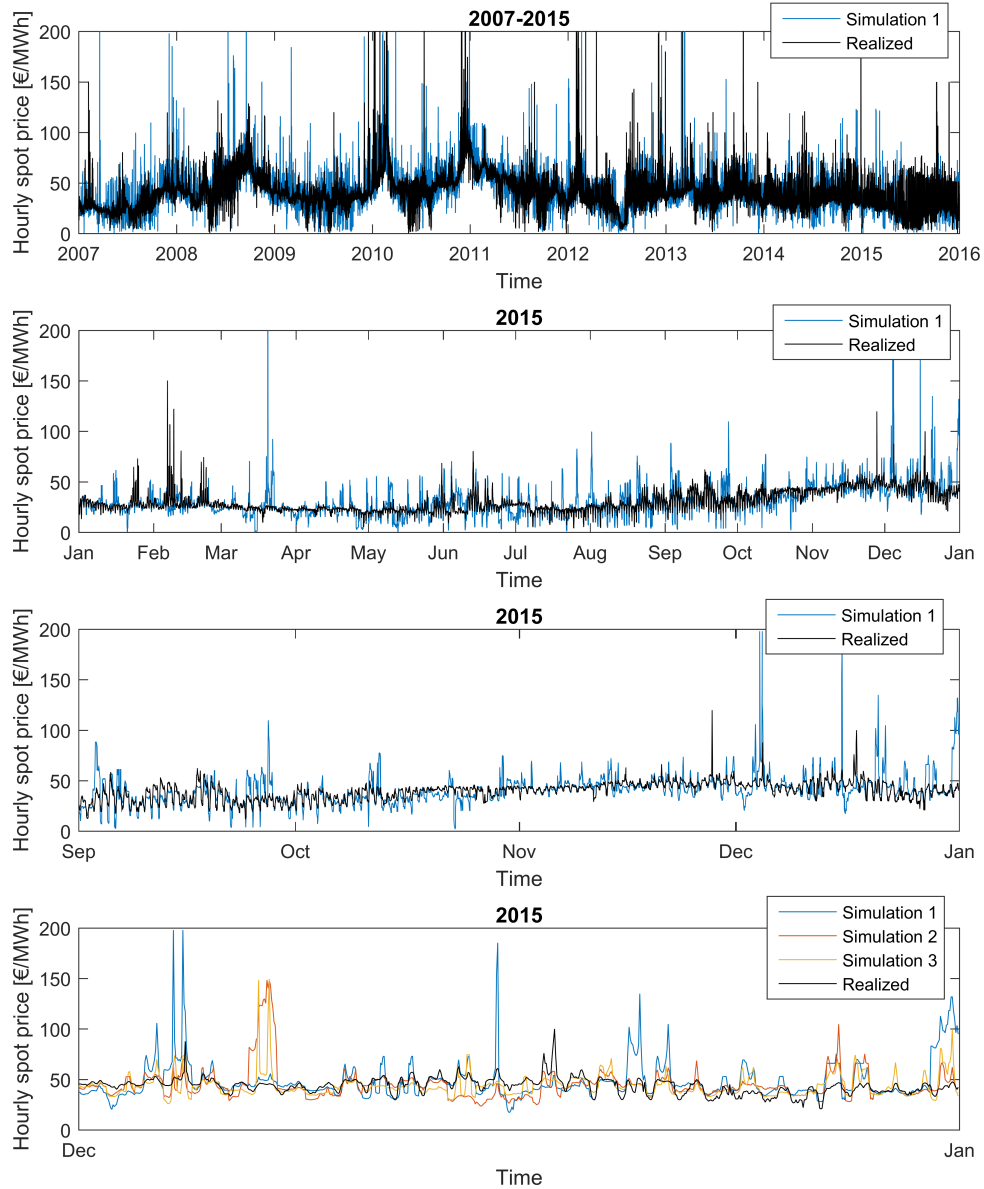 2007-2015
Simulation 1
Realized
Hourly spot price [€/MWh]
200
150
100
50
0
2007 2008 2009 2010 2011 2012 2013 2014 2015 2016
Time
2015
Simulation 1
Realized
Hourly spot price [€/MWh]
200
150
100
50
0
Jan Feb Mar Apr May Jun Jul Aug Sep Oct Nov Dec Jan
Time
2015
Simulation 1
Realized
Hourly spot price [€/MWh]
200
150
100
50
0
Sep Oct Nov Dec Jan
Time
2015
Simulation 1
Simulation 2
Simulation 3
Realized
Hourly spot price [€/MWh]
200
150
100
50
0
Dec Jan
Time